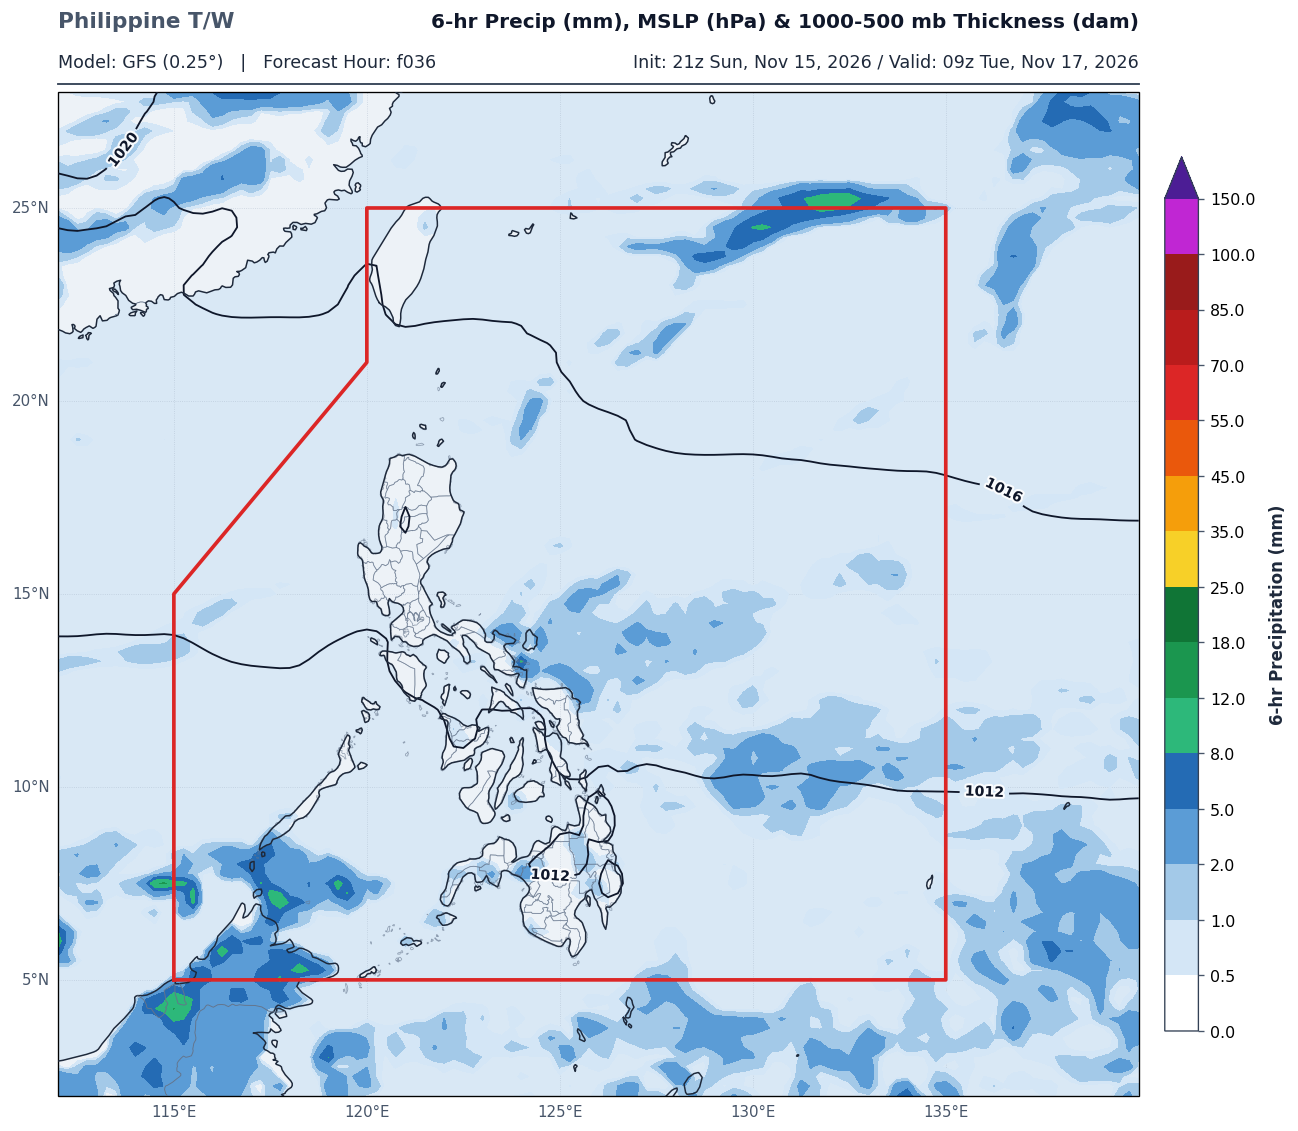 Philippine T/W
6-hr Precip (mm), MSLP (hPa) & 1000-500 mb Thickness (dam)
Model: GFS (0.25°) | Forecast Hour: f036
Init: 21z Sun, Nov 15, 2026 / Valid: 09z Tue, Nov 17, 2026
1020
25°N
20°N
1016
15°N
10°N
1012
1012
5°N
115°E
120°E
125°E
130°E
135°E
150.0
100.0
85.0
70.0
55.0
45.0
35.0
25.0
18.0
12.0
8.0
5.0
2.0
1.0
0.5
0.0
6-hr Precipitation (mm)